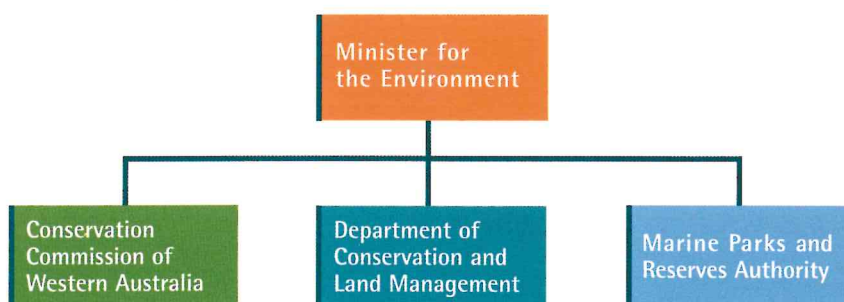 Minister for
the Environment
Conservation
Commission of
Western Australia
Department of
Conservation and
Land Management
Marine Parks and
Reserves Authority